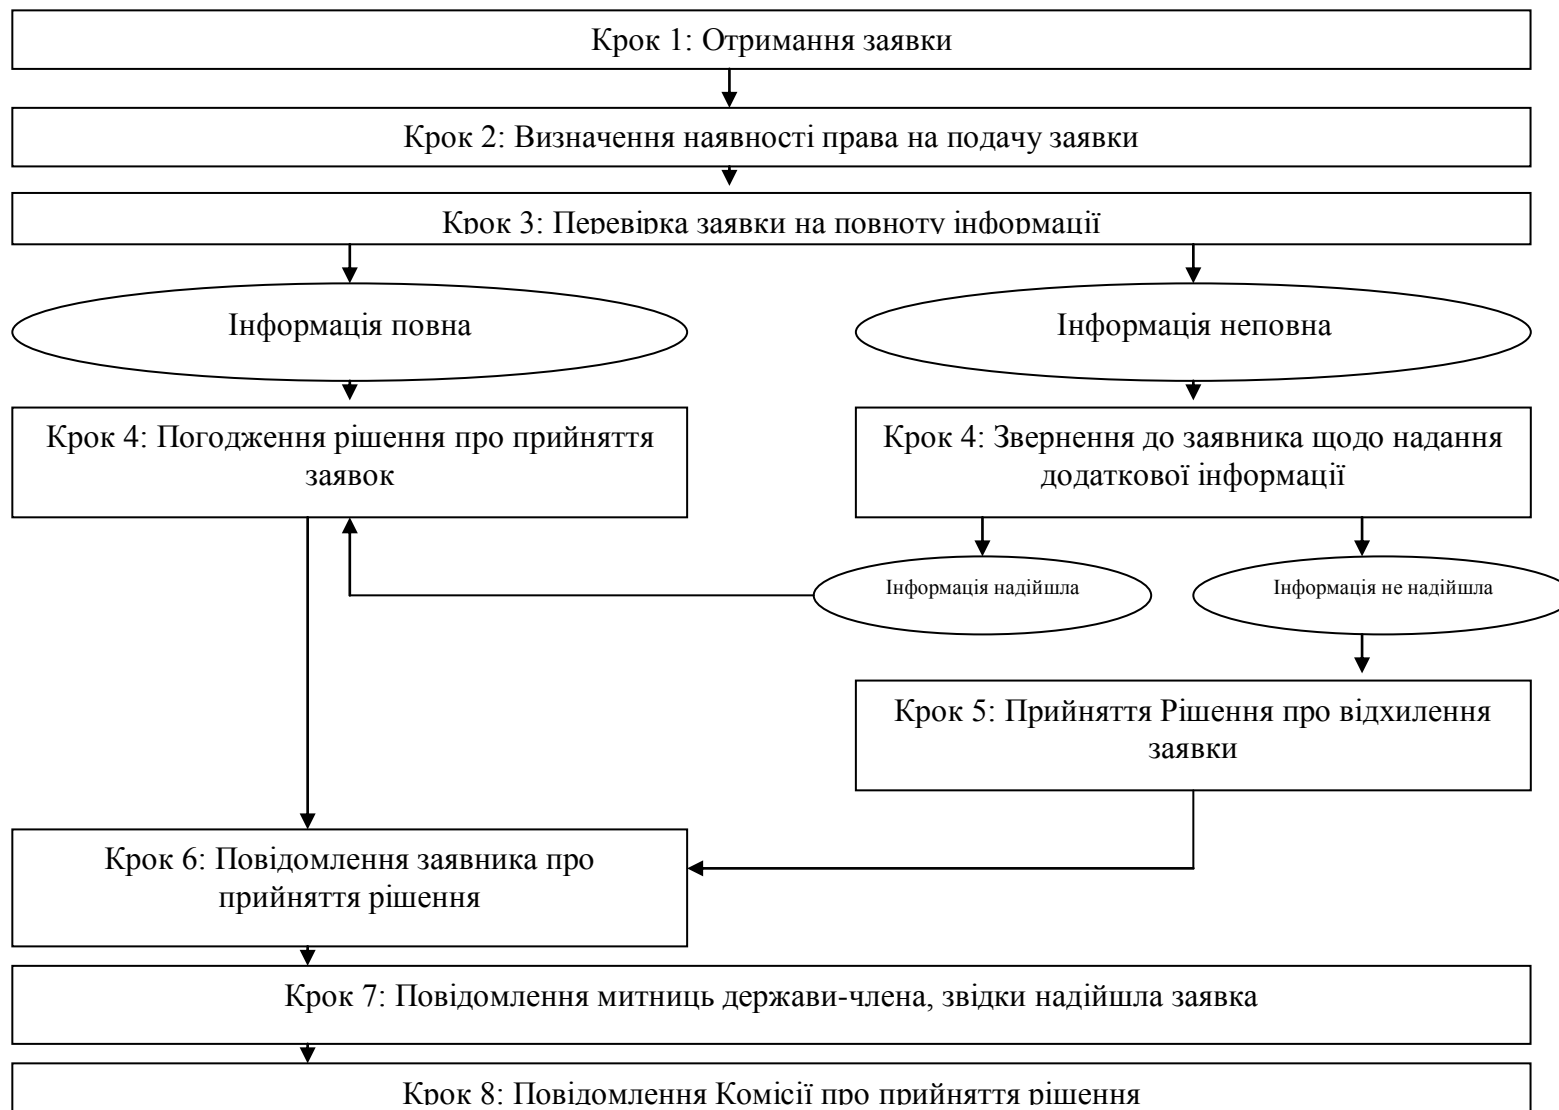 Крок 1: Отримання заявки
Крок 2: Визначення наявності права на подачу заявки
Крок 3: Перевірка заявки на повноту інформації
Інформація повна
Інформація неповна
Крок 4: Погодження рішення про прийняття
заявок
Крок 4: Звернення до заявника щодо надання
додаткової інформації
Інформація надійшла
Інформація не надійшла
Крок 5: Прийняття Рішення про відхилення
заявки
Крок 6: Повідомлення заявника про
прийняття рішення
Крок 7: Повідомлення митниць держави-члена, звідки надійшла заявка
Крок 8: Повідомлення Комісії про прийняття рішення